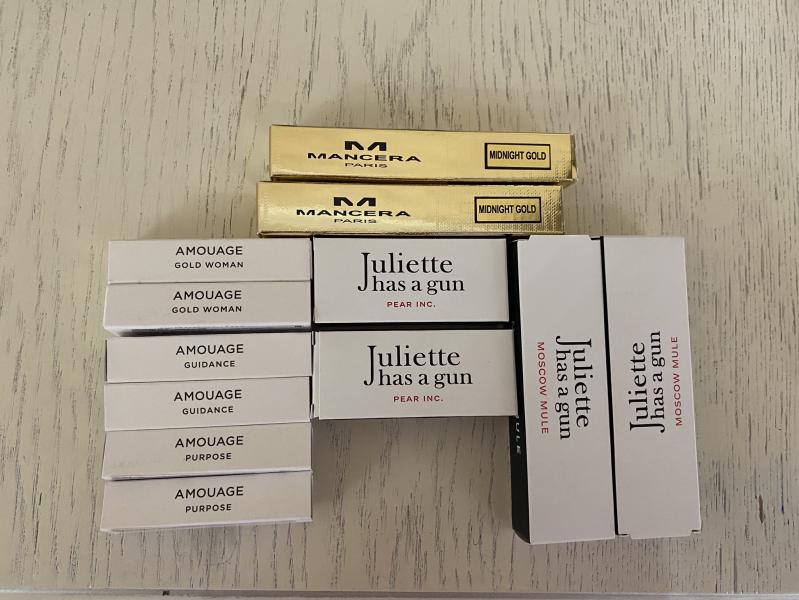 M
MANCERA
PARIS
MIDNIGHT GOLD
M
MANCERA
PARIS
MIDNIGHT GOLD
AMOUAGE
GOLD WOMAN
AMOUAGE
GOLD WOMAN
AMOUAGE
GUIDANCE
AMOUAGE
GUIDANCE
AMOUAGE
PURPOSE
AMOUAGE
PURPOSE
Juliette
has a gun
PEAR INC.
Juliette
has a gun
PEAR INC.
Juliette
has a gun
MOSCOW MULE
ULE
Juliette
has a gun
MOSCOW MULE